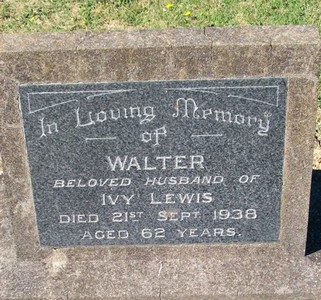 In Loving Memory
of
WALTER
BELOVED HUSBAND OF
IVY LEWIS
DIED 21ST SEPT. 1938
AGED 62 YEARS.